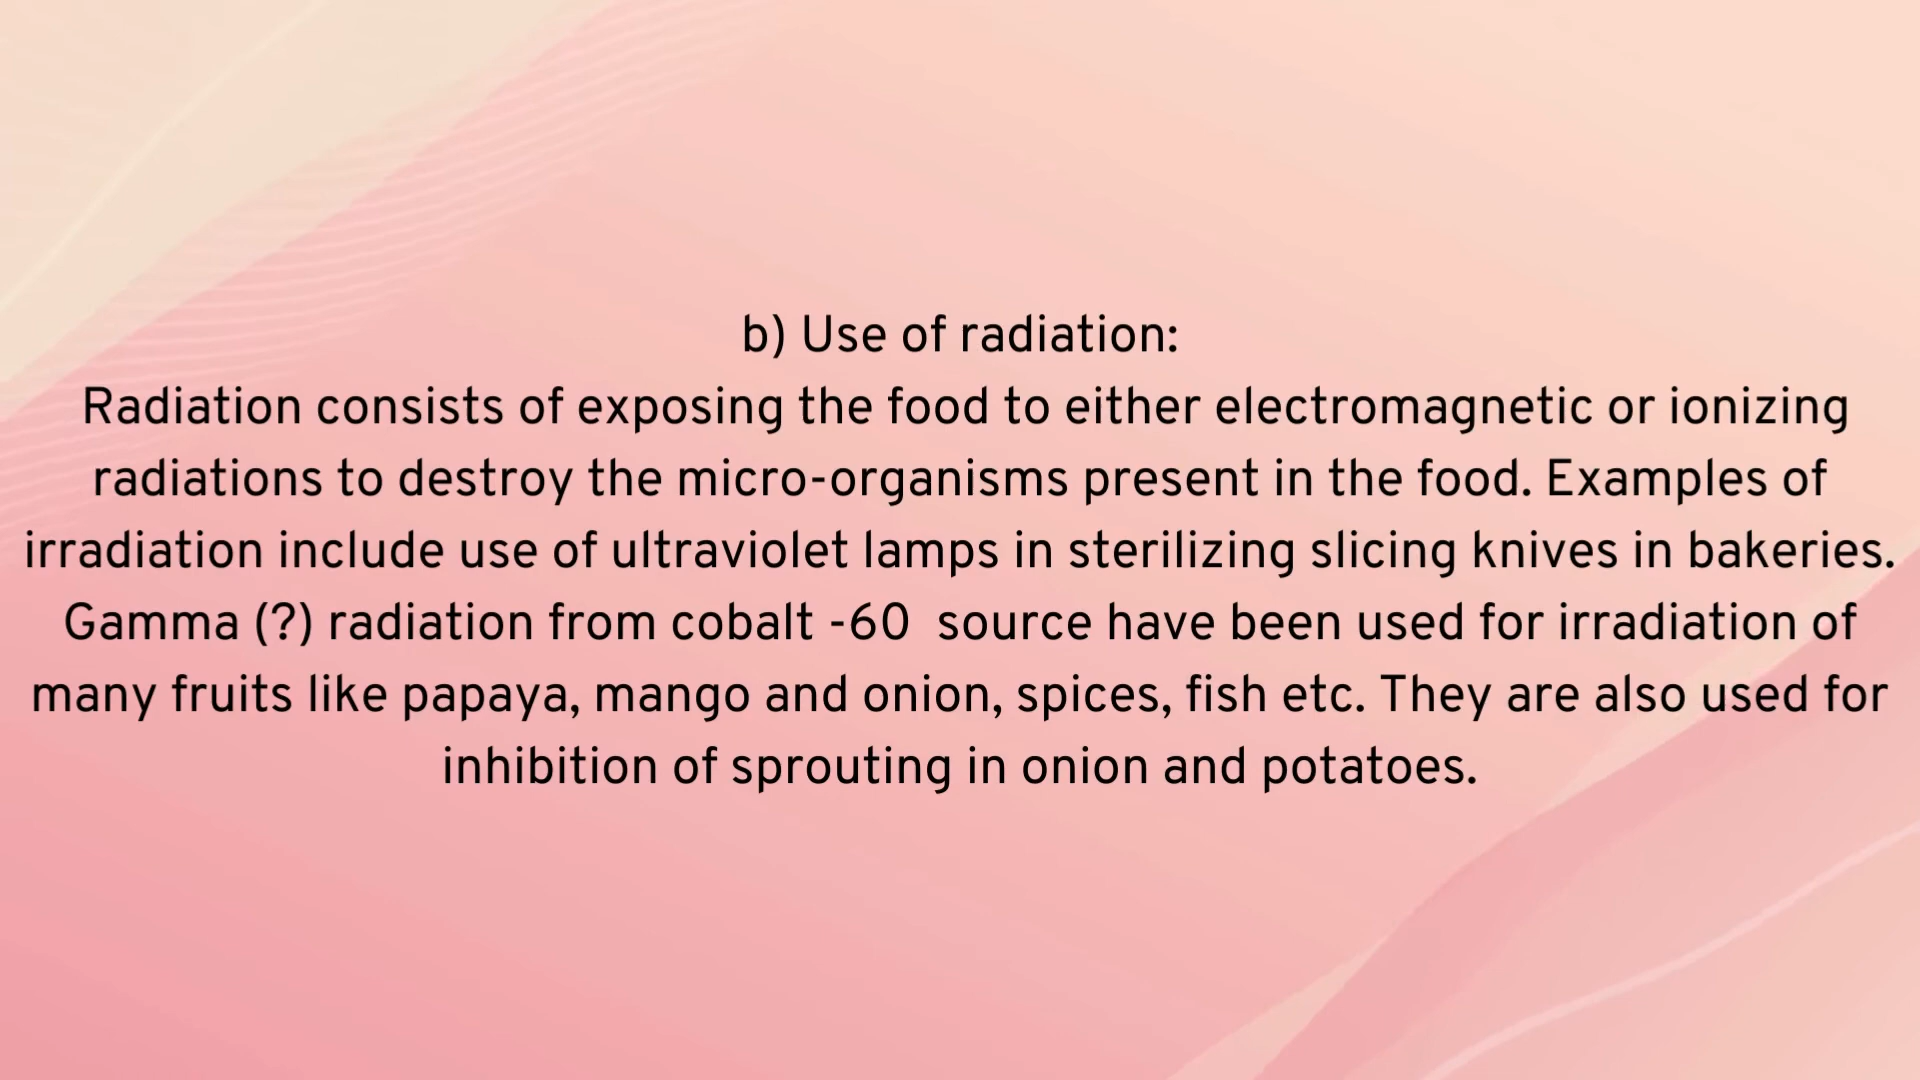 b) Use of radiation:
Radiation consists of exposing the food to either electromagnetic or ionizing
radiations to destroy the micro-organisms present in the food. Examples of
irradiation include use of ultraviolet lamps in sterilizing slicing knives in bakeries.
Gamma (?) radiation from cobalt -60  source have been used for irradiation of
many fruits like papaya, mango and onion, spices, fish etc. They are also used for
inhibition of sprouting in onion and potatoes.